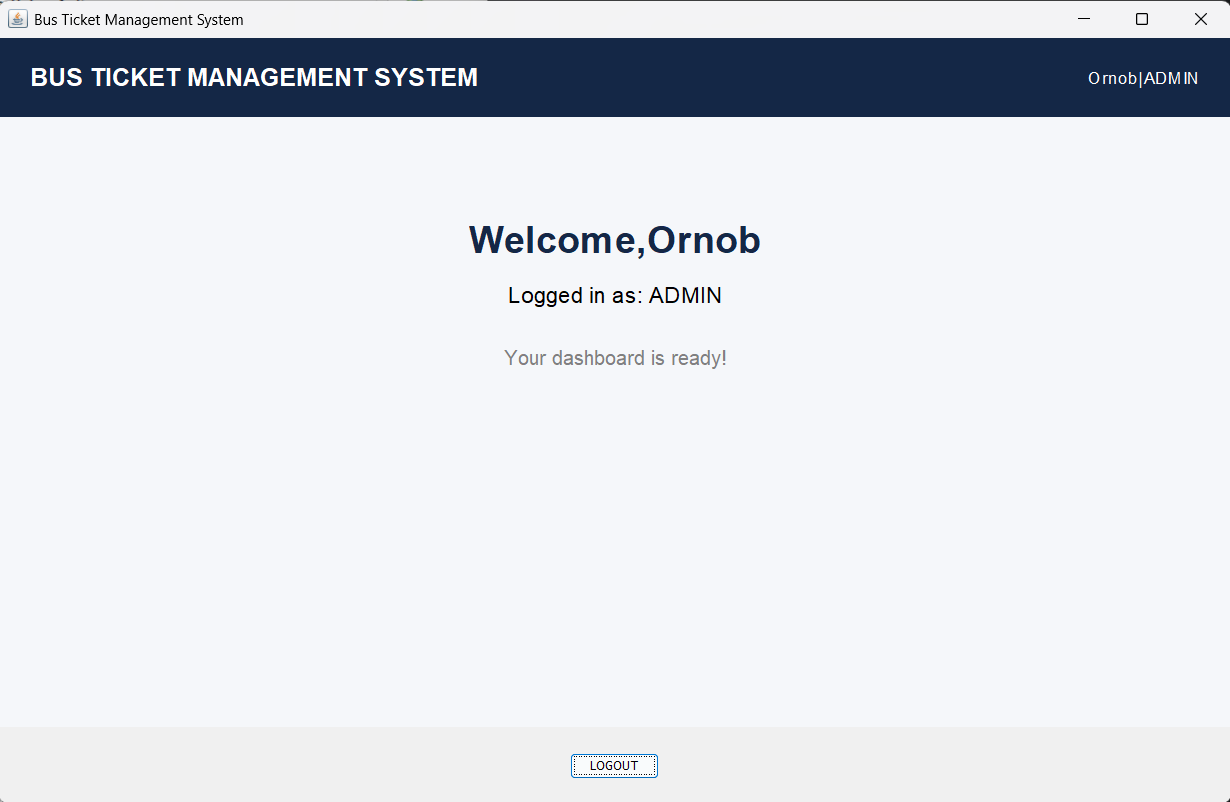 Bus Ticket Management System
BUS TICKET MANAGEMENT SYSTEM
Ornob|ADMIN
Welcome,Ornob
Logged in as: ADMIN
Your dashboard is ready!
LOGOUT